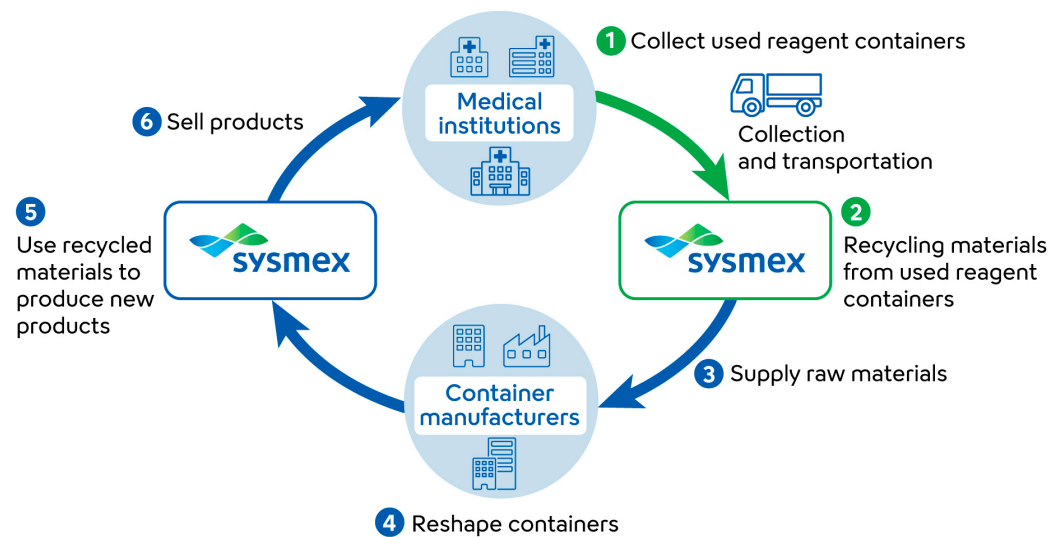 1 Collect used reagent containers
Medical
institutions
Collection
and transportation
6 Sell products
sysmex
2
Recycling materials
from used reagent
containers
3 Supply raw materials
Container
manufacturers
4 Reshape containers
5
Use recycled
materials to
produce new
products
sysmex